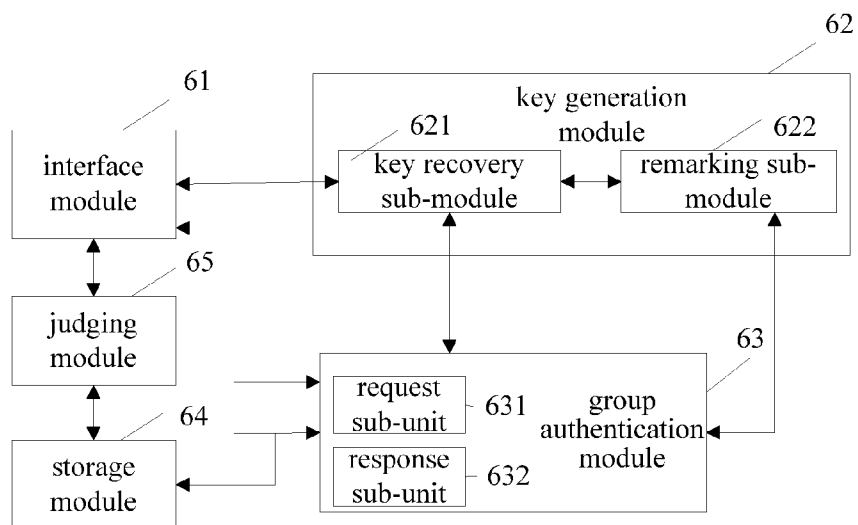 61
interface
module
62
key generation
module
621
key recovery
sub-module
622
remarking sub-
module
65
judging
module
64
storage
module
63
group
authentication
module
request
sub-unit
631
response
sub-unit
632